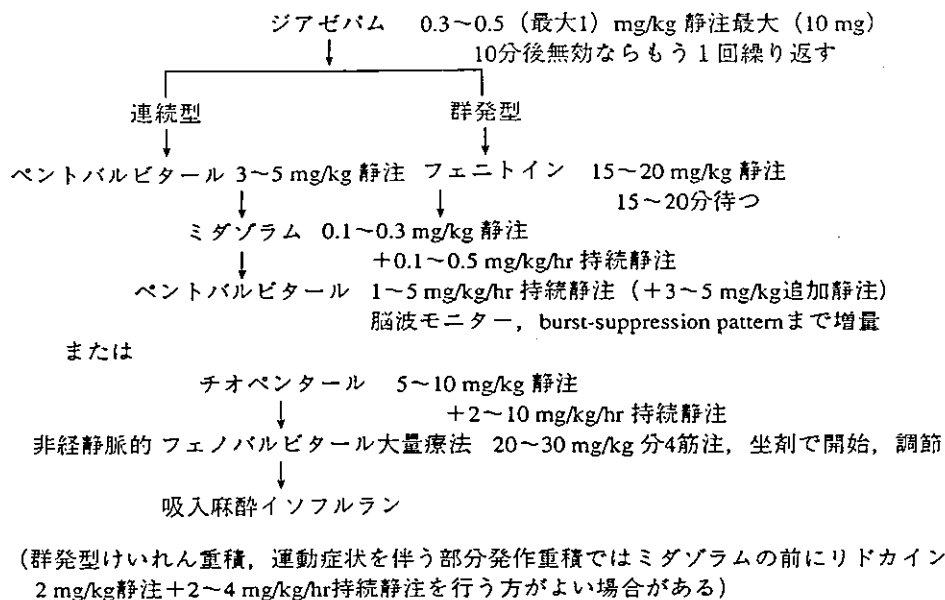 ジアゼパム 0.3～0.5（最大1）mg/kg 静注最大（10 mg）
10分後無効ならもう1回繰り返す
連続型 群発型
ペントバルビタール 3～5 mg/kg 静注 フェニトイン 15～20 mg/kg 静注
15～20分待つ
ミダゾラム 0.1～0.3 mg/kg 静注
＋0.1～0.5 mg/kg/hr 持続静注
ペントバルビタール 1～5 mg/kg/hr 持続静注（＋3～5 mg/kg追加静注）
脳波モニター，burst-suppression patternまで増量
または
チオペンタール 5～10 mg/kg 静注
＋2～10 mg/kg/hr 持続静注
非経静脈的 フェノバルビタール大量療法 20～30 mg/kg 分4筋注，坐剤で開始，調節
吸入麻酔イソフルラン
（群発型けいれん重積，運動症状を伴う部分発作重積ではミダゾラムの前にリドカイン
2 mg/kg静注＋2～4 mg/kg/hr持続静注を行う方がよい場合がある）